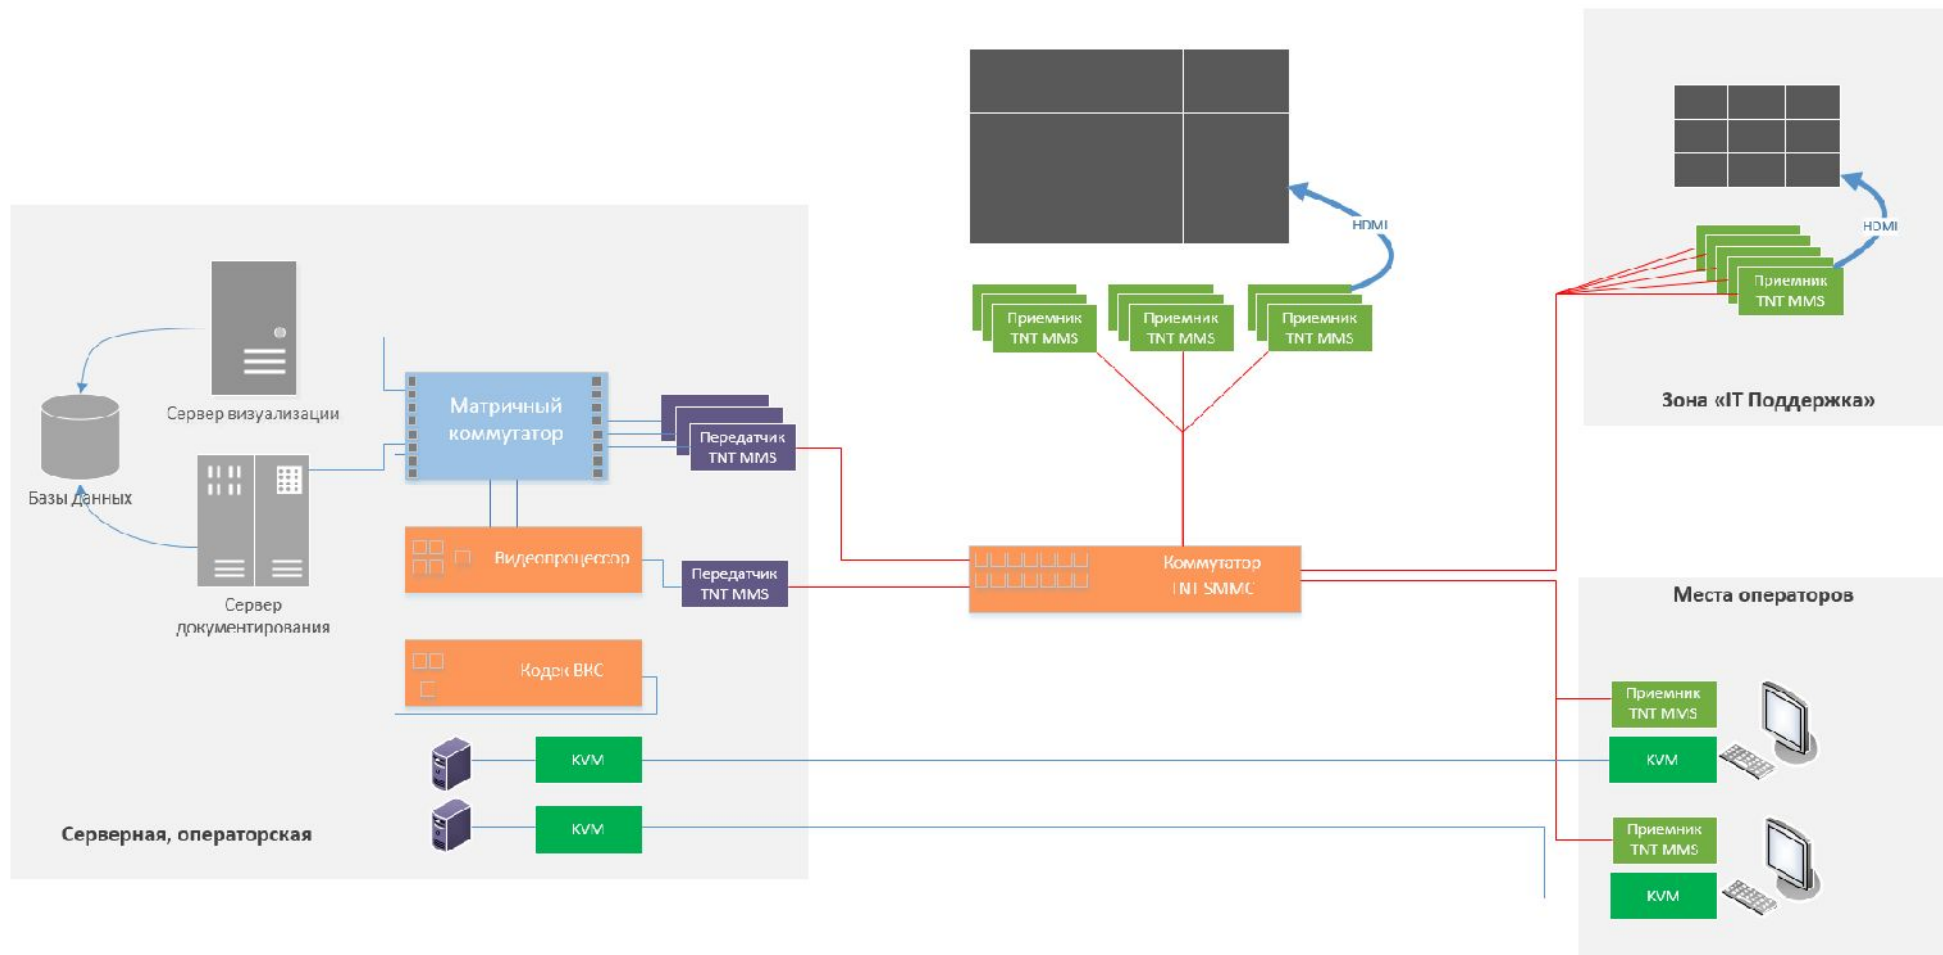 HDMI
HDMI
Приемник
TNT MMS
Приемник
TNT MMS
Приемник
TNT MMS
Приемник
TNT MMS
Зона «IT Поддержка»
Сервер визуализации
Матричный
коммутатор
Передатчик
TNT MMS
Базы данных
Видеопроцессор
Передатчик
TNT MMS
Коммутатор
TNT SMMC
Сервер
документирования
Кодек ВКС
KVM
KVM
Серверная, операторская
Места операторов
Приемник
TNT MMS
KVM
Приемник
TNT MMS
KVM